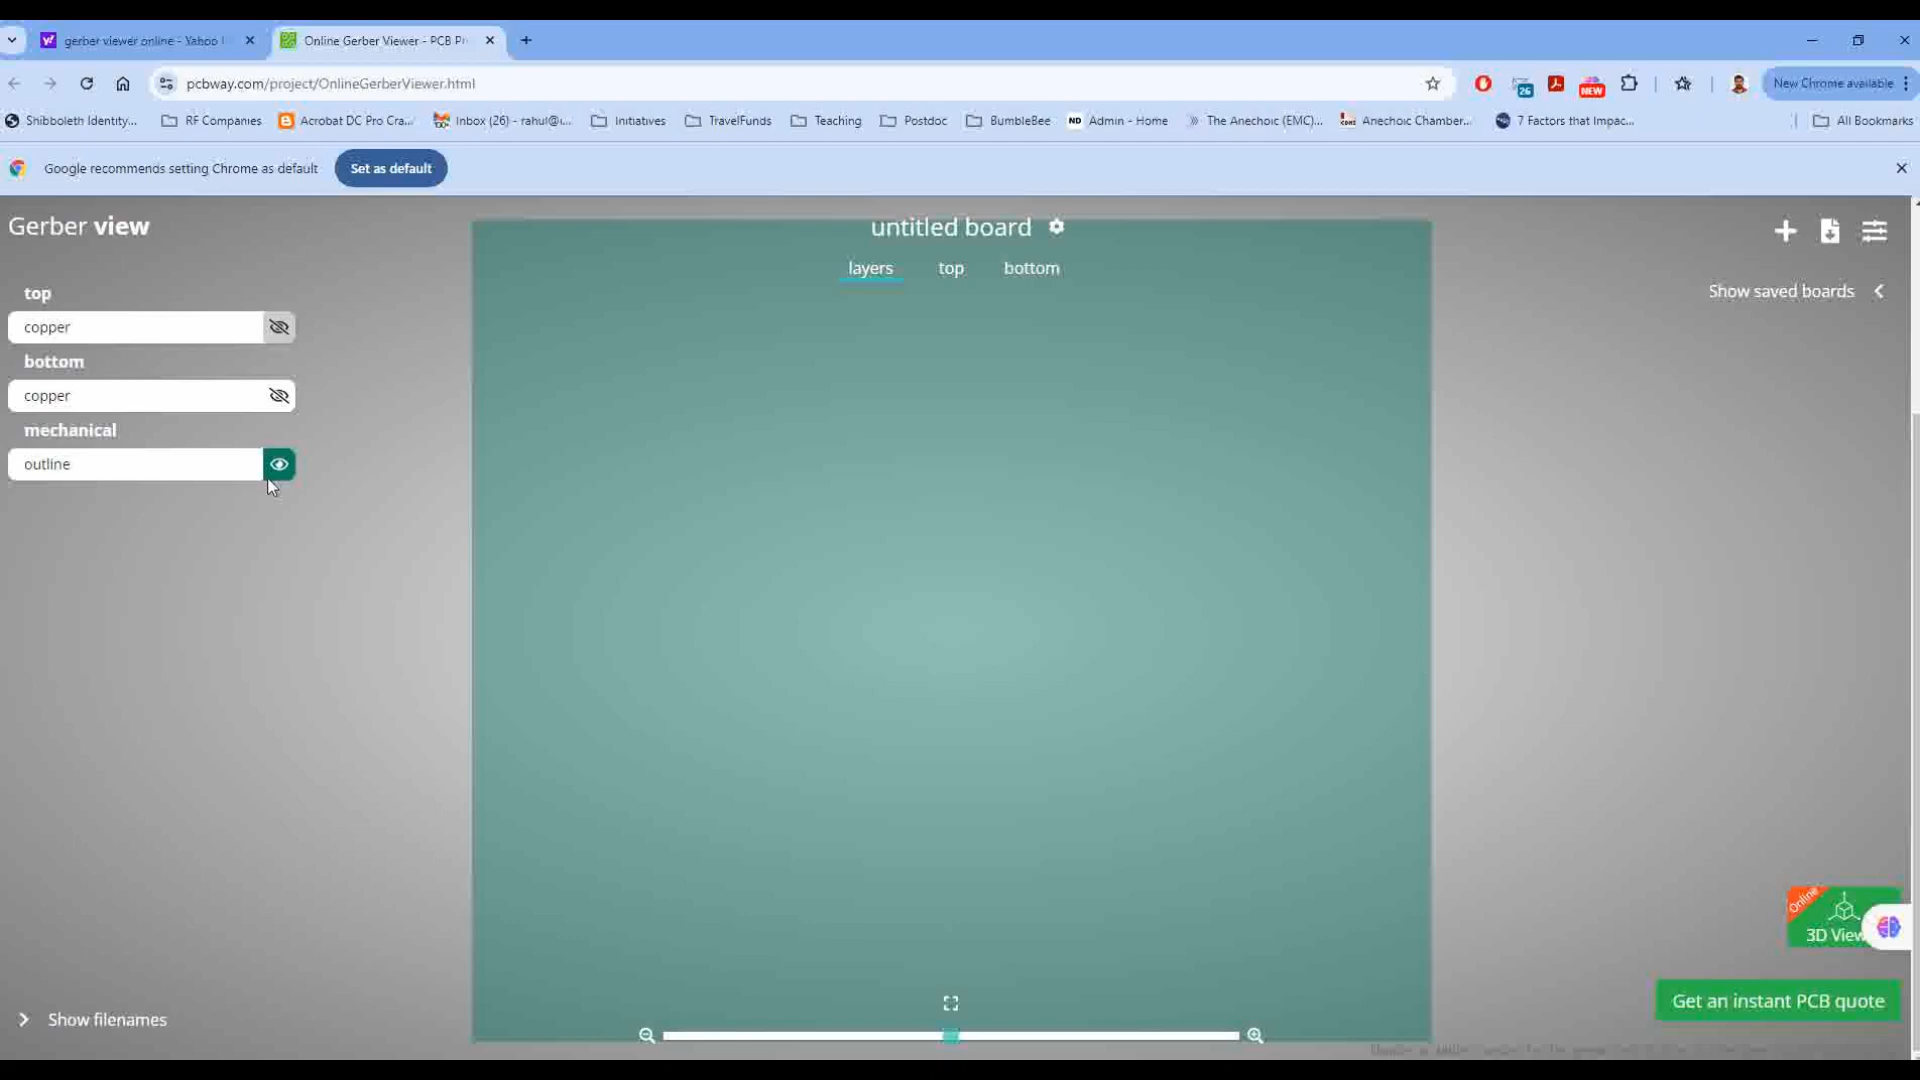 gerber viewer online - Yahoo
Online Gerber Viewer - PCB Pr
pcbway.com/project/OnlineGerberViewer.html
26
NEW
New Chrome available
Shibboleth Identity...
RF Companies
Acrobat DC Pro Cra...
Inbox (26) - rahul@i...
Initiatives
TravelFunds
Teaching
Postdoc
BumbleBee
ND
Admin - Home
The Anechoic (EMC)...
Anechoic Chamber...
7 Factors that Impac...
All Bookmarks
Google recommends setting Chrome as default
Set as default
Gerber view
untitled board
layers
top
bottom
Show saved boards
top
copper
bottom
copper
mechanical
outline
Online
3D View
Get an instant PCB quote
Show filenames